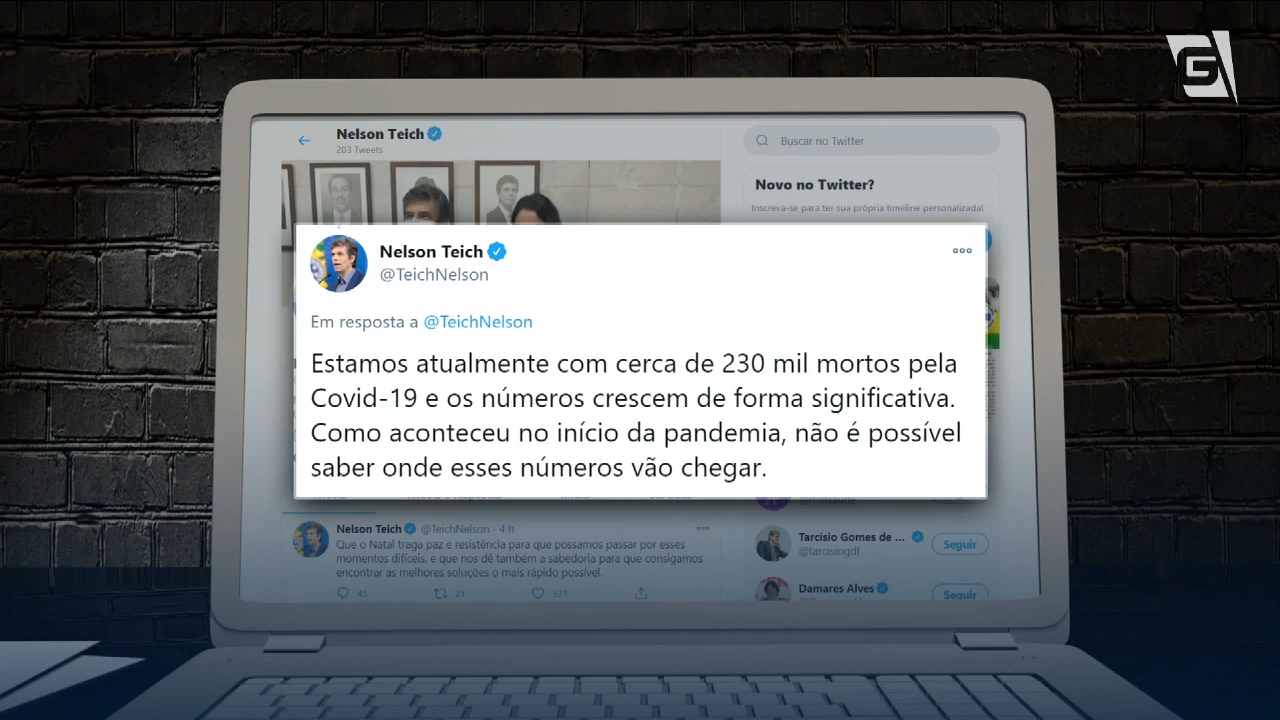 Nelson Teich
203 Tweets
Buscar no Twitter
Novo no Twitter?
Inscreva-se para ter sua própria timeline personalizada!
Nelson Teich
@TeichNelson
Em resposta a @TeichNelson
Estamos atualmente com cerca de 230 mil mortos pela
Covid-19 e os números crescem de forma significativa.
Como aconteceu no início da pandemia, não é possível
saber onde esses números vão chegar.
Nelson Teich @TeichNelson · 4 h
Que o Natal traga paz e resistência para que possamos passar por esses
momentos difíceis, e que nos dê também a sabedoria para que consigamos
encontrar as melhores soluções o mais rápido possível.
45 21 571
Tarcísio Gomes de ...
@tarcisiogdf
Seguir
Damares Alves
Seguir